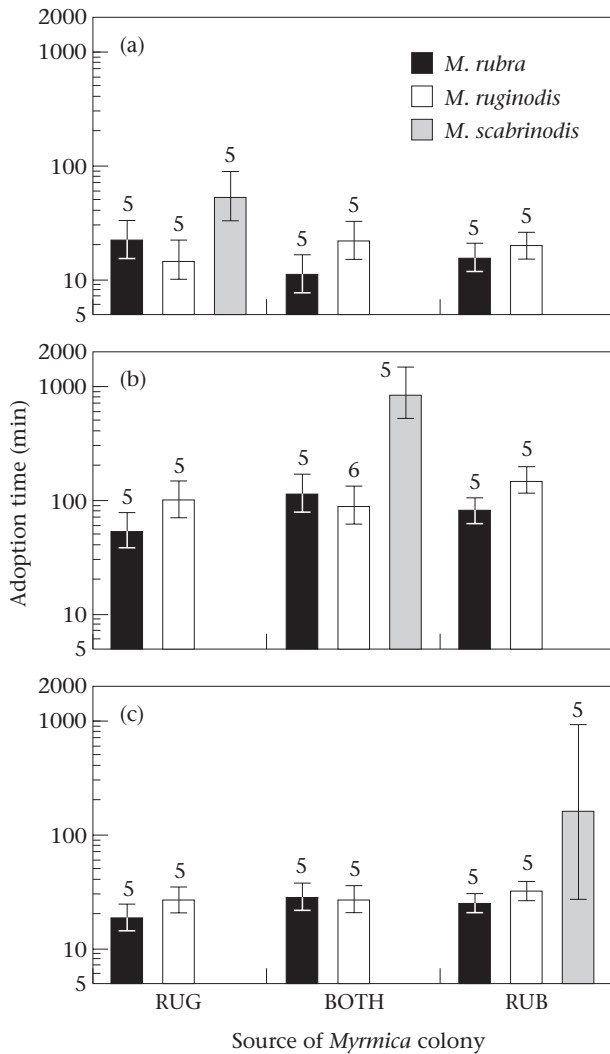 2000
1000
100
10
5
(a)
M. rubra
M. ruginodis
M. scabrinodis
5 5 5 5 5 5 5
2000
1000
100
10
5
(b)
5 5 5 6 5 5 5
2000
1000
100
10
5
(c)
5 5 5 5 5 5 5
Adoption time (min)
RUG BOTH RUB
Source of Myrmica colony